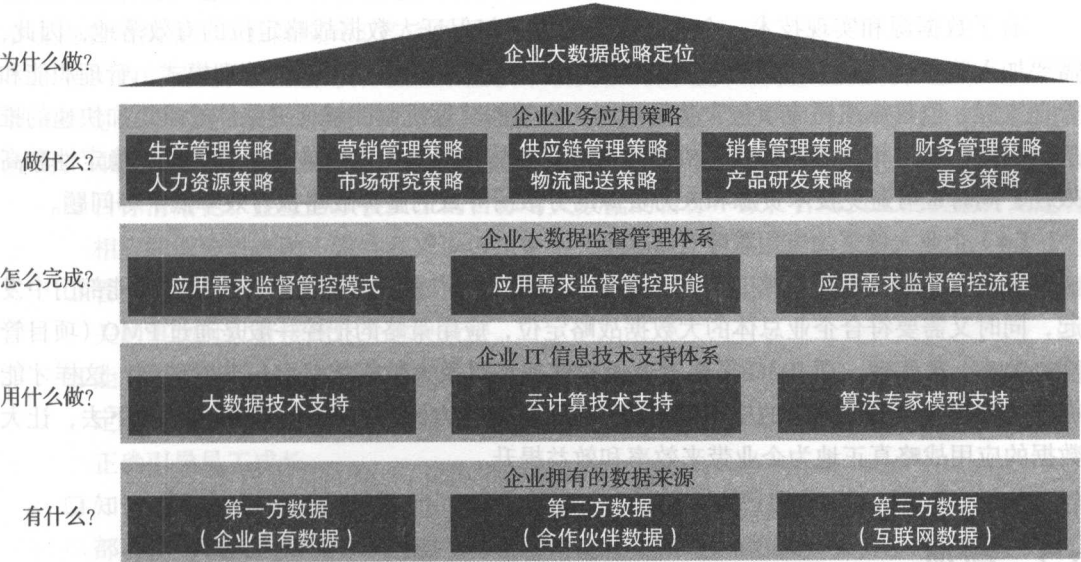 为什么做?
企业大数据战略定位
企业业务应用策略
做什么?
生产管理策略 营销管理策略 供应链管理策略 销售管理策略 财务管理策略
人力资源策略 市场研究策略 物流配送策略 产品研发策略 更多策略
企业大数据监督管理体系
怎么完成?
应用需求监督管控模式 应用需求监督管控职能 应用需求监督管控流程
企业 IT 信息技术支持体系
用什么做?
大数据技术支持 云计算技术支持 算法专家模型支持
企业拥有的数据来源
有什么?
第一方数据 第二方数据 第三方数据
(企业自有数据) (合作伙伴数据) (互联网数据)